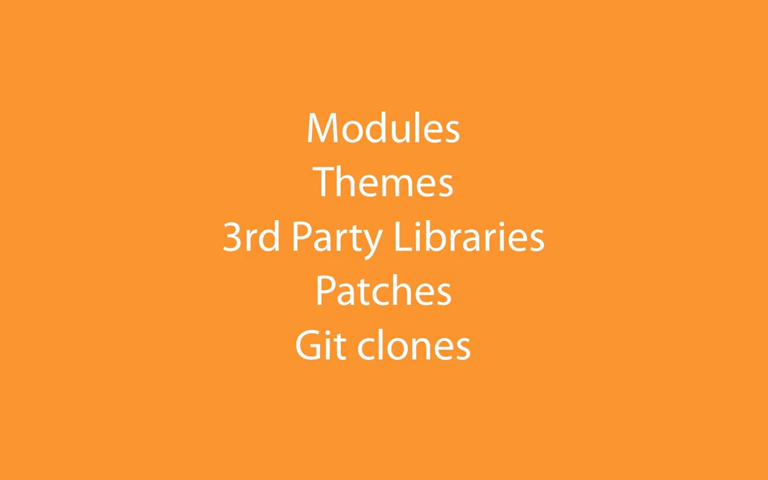 Modules
Themes
3rd Party Libraries
Patches
Git clones